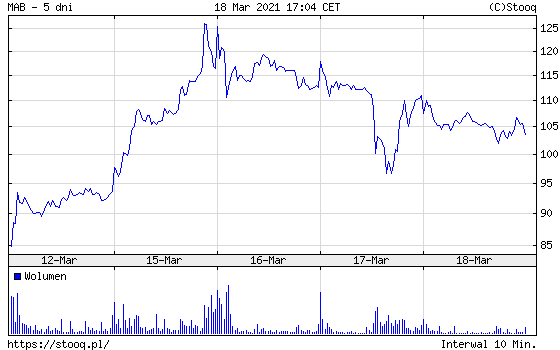 MAB - 5 dni 18 Mar 2021 17:04 CET (C)Stooq
125
120
115
110
105
100
95
90
85
12-Mar 15-Mar 16-Mar 17-Mar 18-Mar
Wolumen
https://stooq.pl/ Interwal 10 Min.